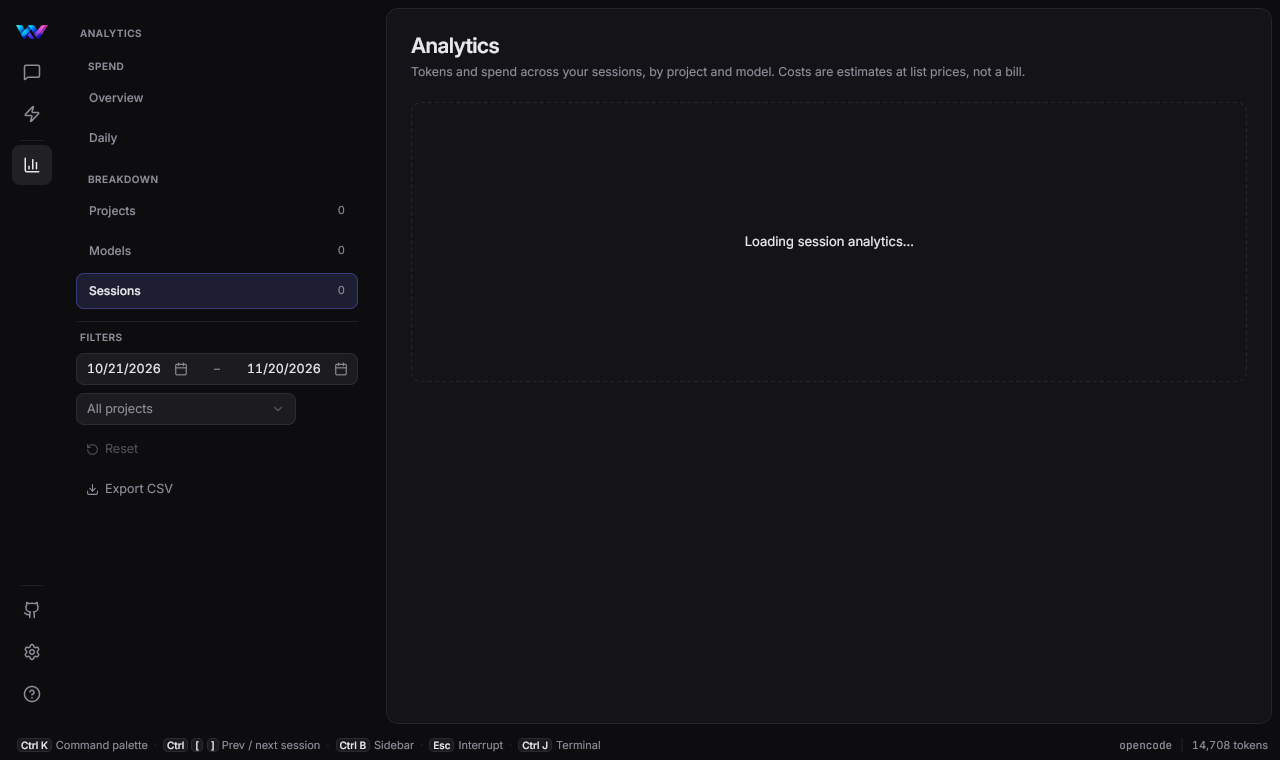 ANALYTICS
SPEND
Overview
Daily
BREAKDOWN
Projects 0
Models 0
Sessions 0
FILTERS
10/21/2026 – 11/20/2026
All projects
Reset
Export CSV
Analytics
Tokens and spend across your sessions, by project and model. Costs are estimates at list prices, not a bill.
Loading session analytics...
Ctrl K Command palette · Ctrl [ ] Prev / next session · Ctrl B Sidebar · Esc Interrupt · Ctrl J Terminal
opencode 14,708 tokens